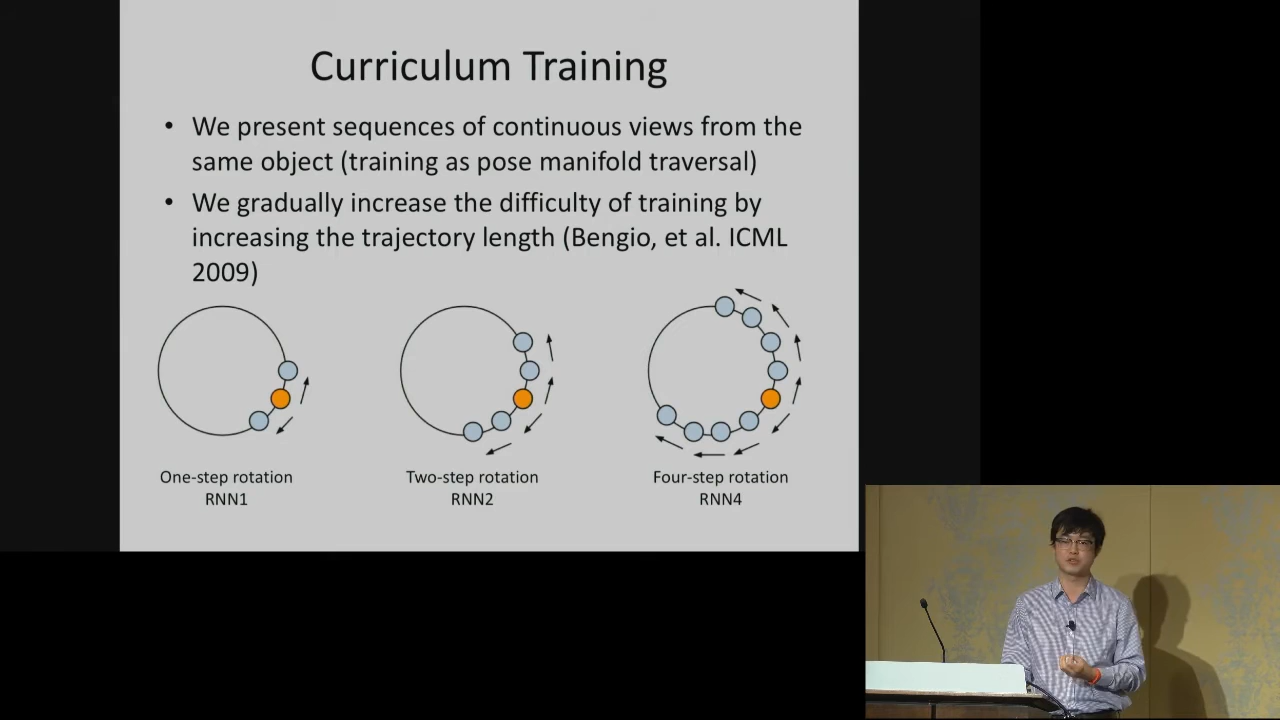 Curriculum Training
• We present sequences of continuous views from the
same object (training as pose manifold traversal)
• We gradually increase the difficulty of training by
increasing the trajectory length (Bengio, et al. ICML
2009)
One-step rotation
RNN1
Two-step rotation
RNN2
Four-step rotation
RNN4